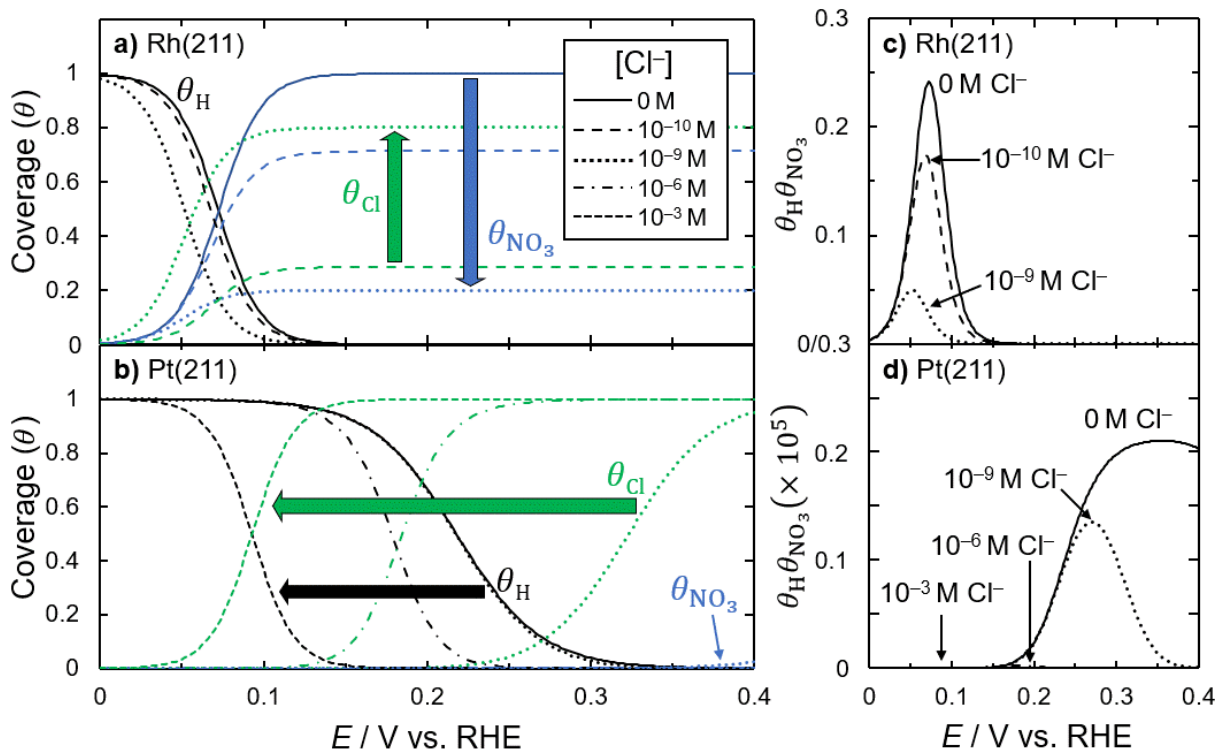 a) Rh(211)
[Cl⁻]
0 M
10⁻¹⁰ M
10⁻⁹ M
10⁻⁶ M
10⁻³ M
θH
θCl
θNO₃
Coverage (θ)
1
0.8
0.6
0.4
0.2
0
b) Pt(211)
θCl
θH
θNO₃
Coverage (θ)
1
0.8
0.6
0.4
0.2
0
0
0.1
0.2
0.3
0.4
E / V vs. RHE
c) Rh(211)
0 M Cl⁻
10⁻¹⁰ M Cl⁻
10⁻⁹ M Cl⁻
θHθNO₃
0.3
0.2
0.1
0/0.3
d) Pt(211)
0 M Cl⁻
10⁻⁹ M Cl⁻
10⁻⁶ M Cl⁻
10⁻³ M Cl⁻
θHθNO₃(× 10⁵)
0.2
0.1
0
0
0.1
0.2
0.3
0.4
E / V vs. RHE